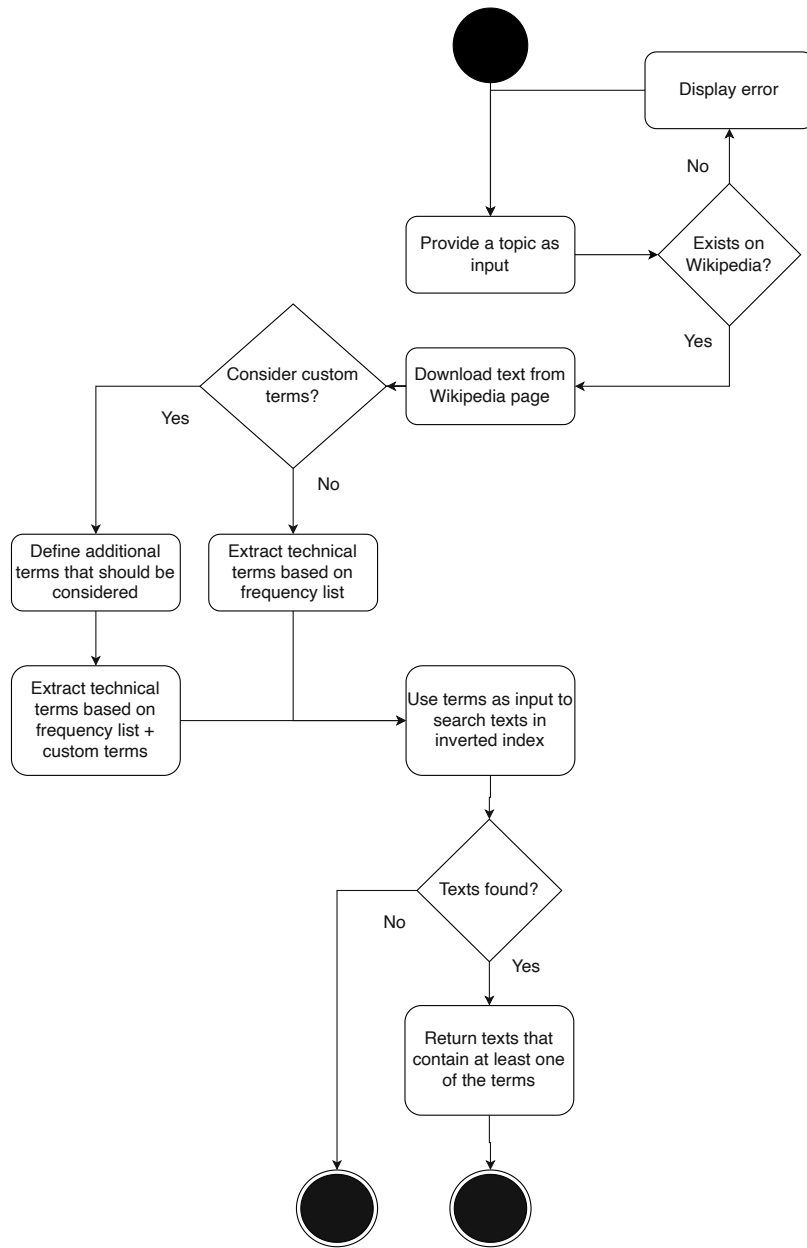 Display error
No
Provide a topic as
input
Exists on
Wikipedia?
Yes
Consider custom
terms?
Download text from
Wikipedia page
Yes
No
Define additional
terms that should be
considered
Extract technical
terms based on
frequency list
Extract technical
terms based on
frequency list +
custom terms
Use terms as input to
search texts in
inverted index
Texts found?
No
Yes
Return texts that
contain at least one
of the terms